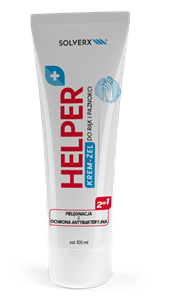 SOLVERX
HELPER+
KREM-ŻEL
DO RĄK I PAZNOKCI
2w1
PIELĘGNACJA
&
OCHRONA ANTYBAKTERYJNA
vol. 100 ml